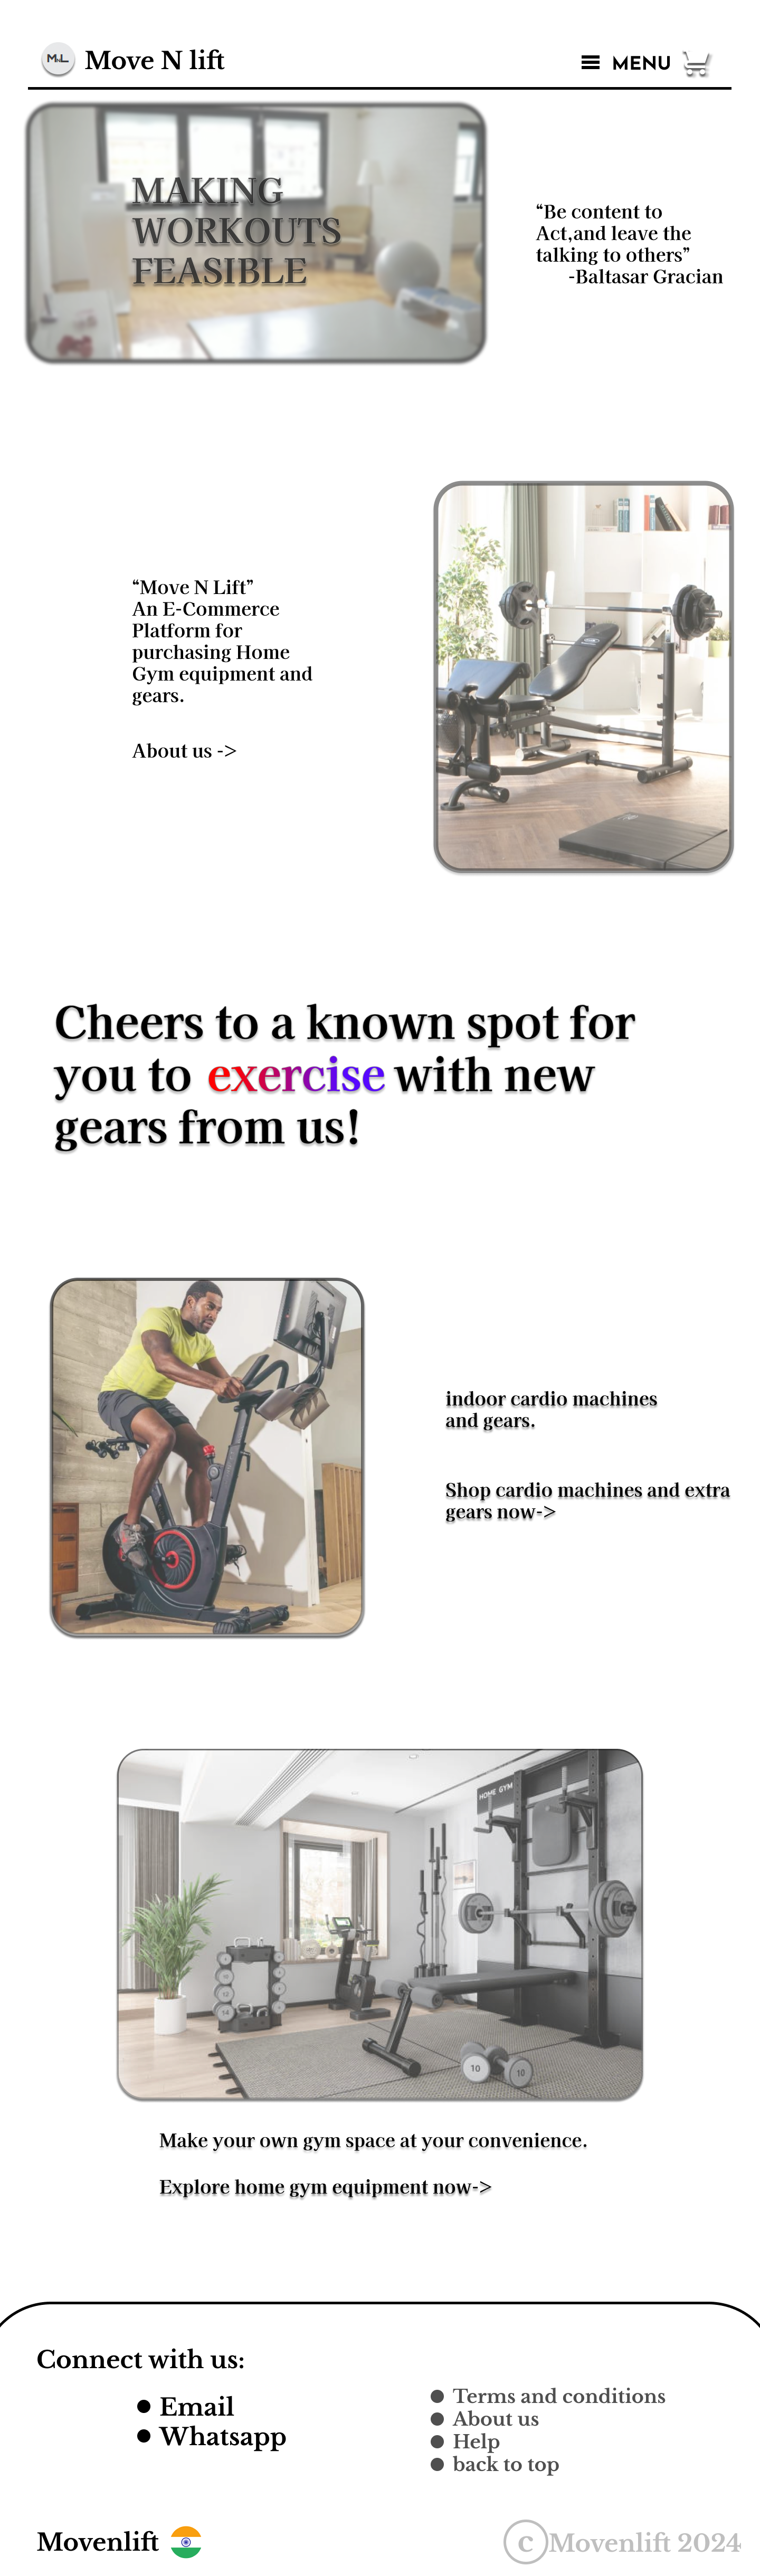 MNL Move N lift MENU
MAKING
WORKOUTS
FEASIBLE
“Be content to
Act,and leave the
talking to others”
-Baltasar Gracian
“Move N Lift”
An E-Commerce
Platform for
purchasing Home
Gym equipment and
gears.
About us ->
Cheers to a known spot for
you to exercise with new
gears from us!
indoor cardio machines
and gears.
Shop cardio machines and extra
gears now->
HOME GYM
10 10
Make your own gym space at your convenience.
Explore home gym equipment now->
Connect with us:
● Email
● Whatsapp
● Terms and conditions
● About us
● Help
● back to top
Movenlift
c Movenlift 2024